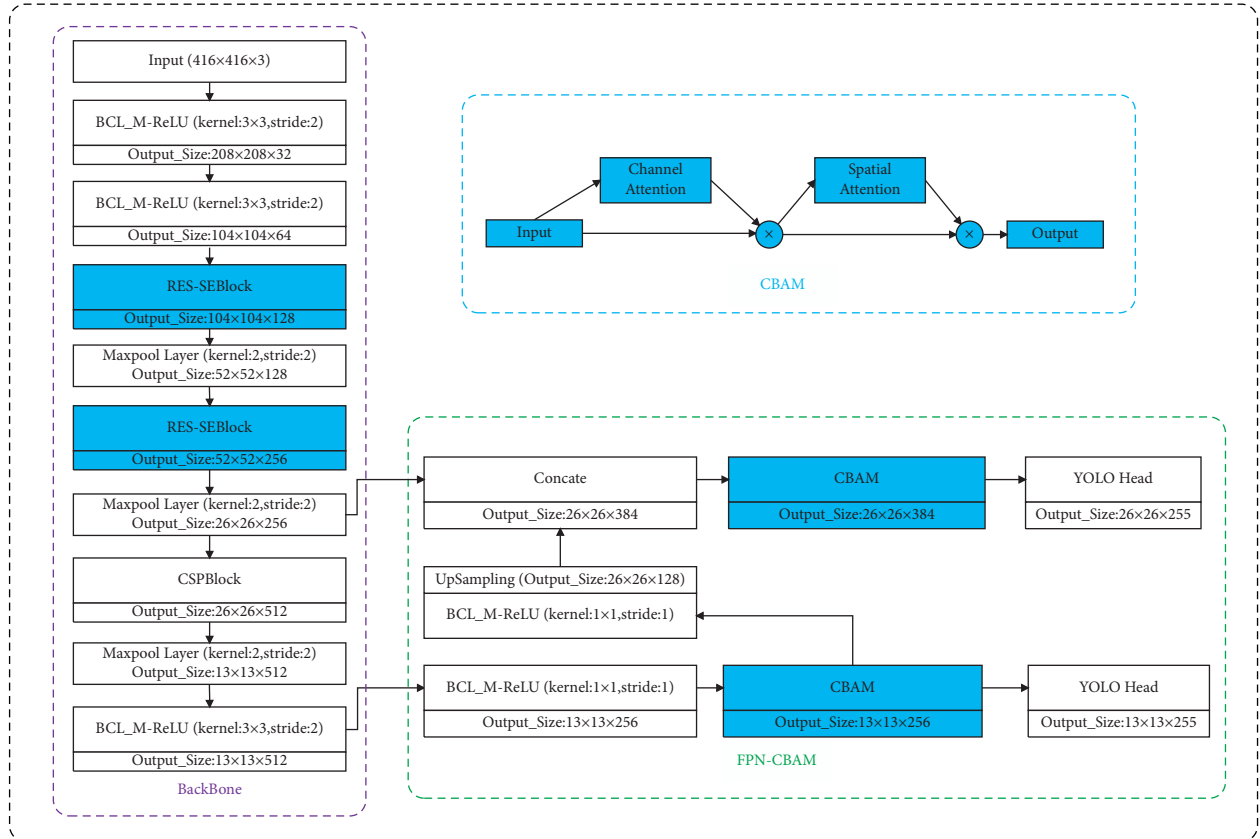 Input (416×416×3)
BCL_M-ReLU (kernel:3×3,stride:2)
Output_Size:208×208×32
BCL_M-ReLU (kernel:3×3,stride:2)
Output_Size:104×104×64
RES-SEBlock
Output_Size:104×104×128
Maxpool Layer (kernel:2,stride:2)
Output_Size:52×52×128
RES-SEBlock
Output_Size:52×52×256
Maxpool Layer (kernel:2,stride:2)
Output_Size:26×26×256
CSPBlock
Output_Size:26×26×512
Maxpool Layer (kernel:2,stride:2)
Output_Size:13×13×512
BCL_M-ReLU (kernel:3×3,stride:2)
Output_Size:13×13×512
BackBone
Channel
Attention
Spatial
Attention
Input
×
×
Output
CBAM
Concate
Output_Size:26×26×384
CBAM
Output_Size:26×26×384
YOLO Head
Output_Size:26×26×255
UpSampling (Output_Size:26×26×128)
BCL_M-ReLU (kernel:1×1,stride:1)
BCL_M-ReLU (kernel:1×1,stride:1)
Output_Size:13×13×256
CBAM
Output_Size:13×13×256
YOLO Head
Output_Size:13×13×255
FPN-CBAM